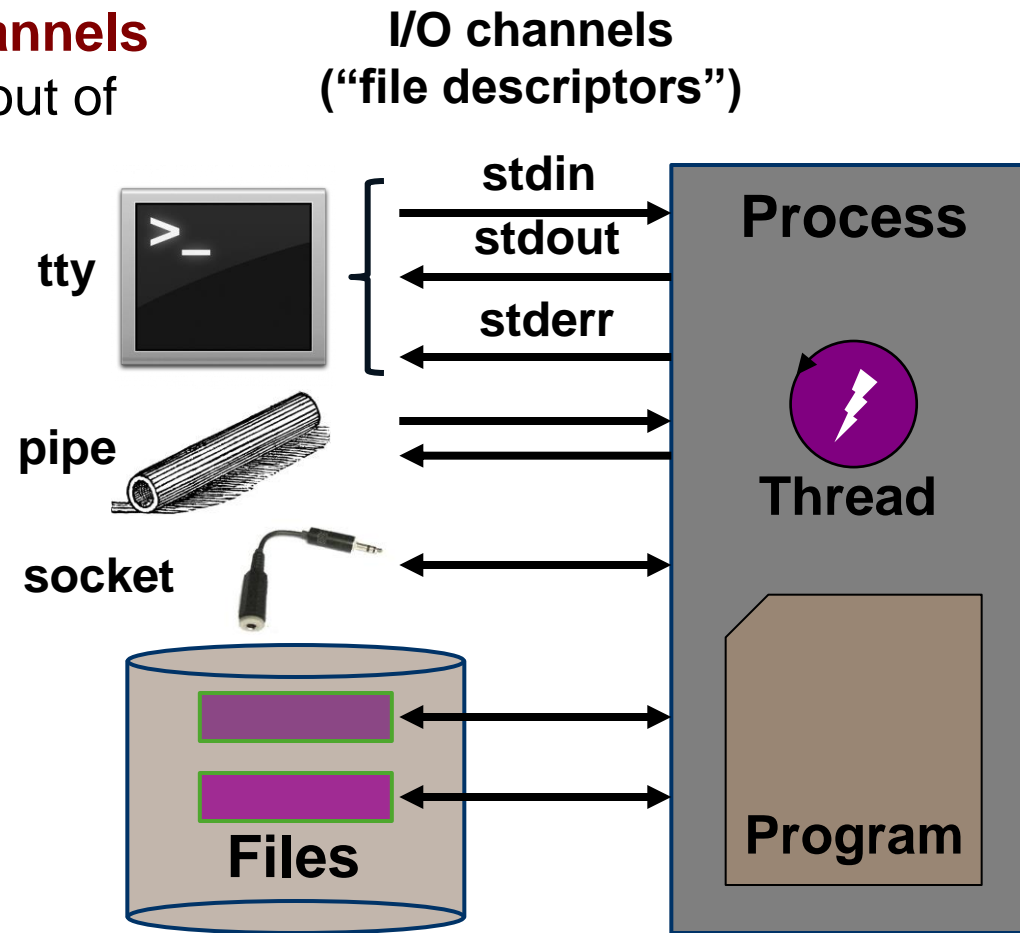 annels
out of
I/O channels
(“file descriptors”)
stdin
stdout
stderr
tty
>_
pipe
socket
Files
Process
Thread
Program